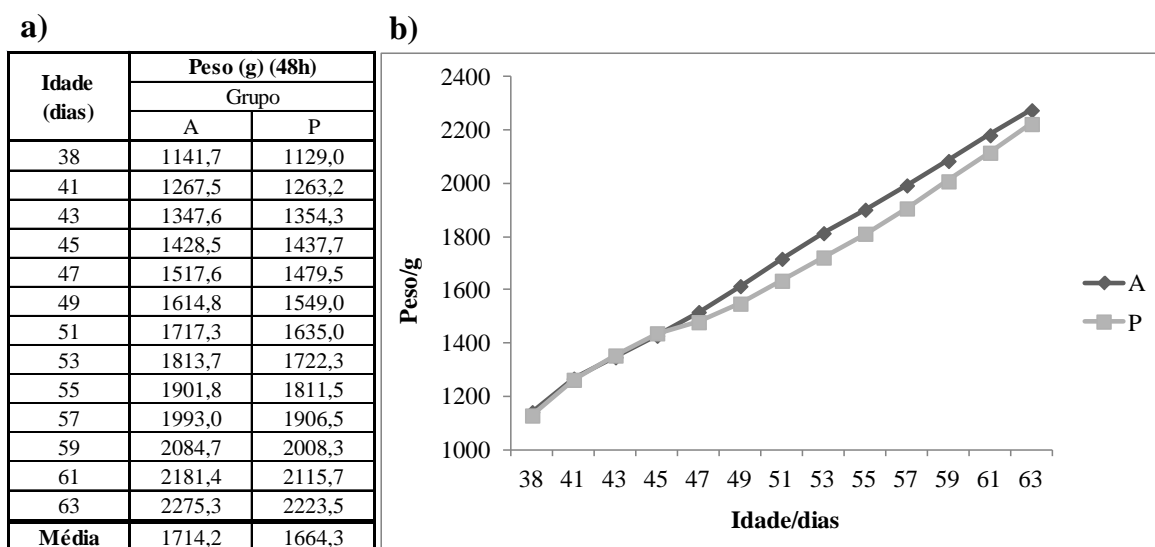 a)
Idade (dias) Peso (g) (48h)
Grupo
A P
38 1141,7 1129,0
41 1267,5 1263,2
43 1347,6 1354,3
45 1428,5 1437,7
47 1517,6 1479,5
49 1614,8 1549,0
51 1717,3 1635,0
53 1813,7 1722,3
55 1901,8 1811,5
57 1993,0 1906,5
59 2084,7 2008,3
61 2181,4 2115,7
63 2275,3 2223,5
Média 1714,2 1664,3
b)
Peso/g
2400
2200
2000
1800
1600
1400
1200
1000
38 41 43 45 47 49 51 53 55 57 59 61 63
Idade/dias
A
P